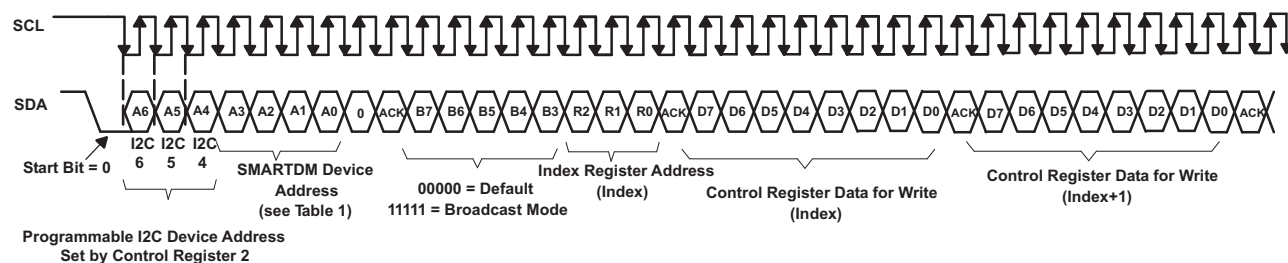 SCL
SDA
A6 A5 A4 A3 A2 A1 A0 0 ACK B7 B6 B5 B4 B3 R2 R1 R0 ACK D7 D6 D5 D4 D3 D2 D1 D0 ACK D7 D6 D5 D4 D3 D2 D1 D0 ACK
Start Bit = 0
I2C I2C I2C
6 5 4
SMARTDM Device
Address
(see Table 1)
00000 = Default
11111 = Broadcast Mode
Index Register Address
(Index)
Control Register Data for Write
(Index)
Control Register Data for Write
(Index+1)
Programmable I2C Device Address
Set by Control Register 2